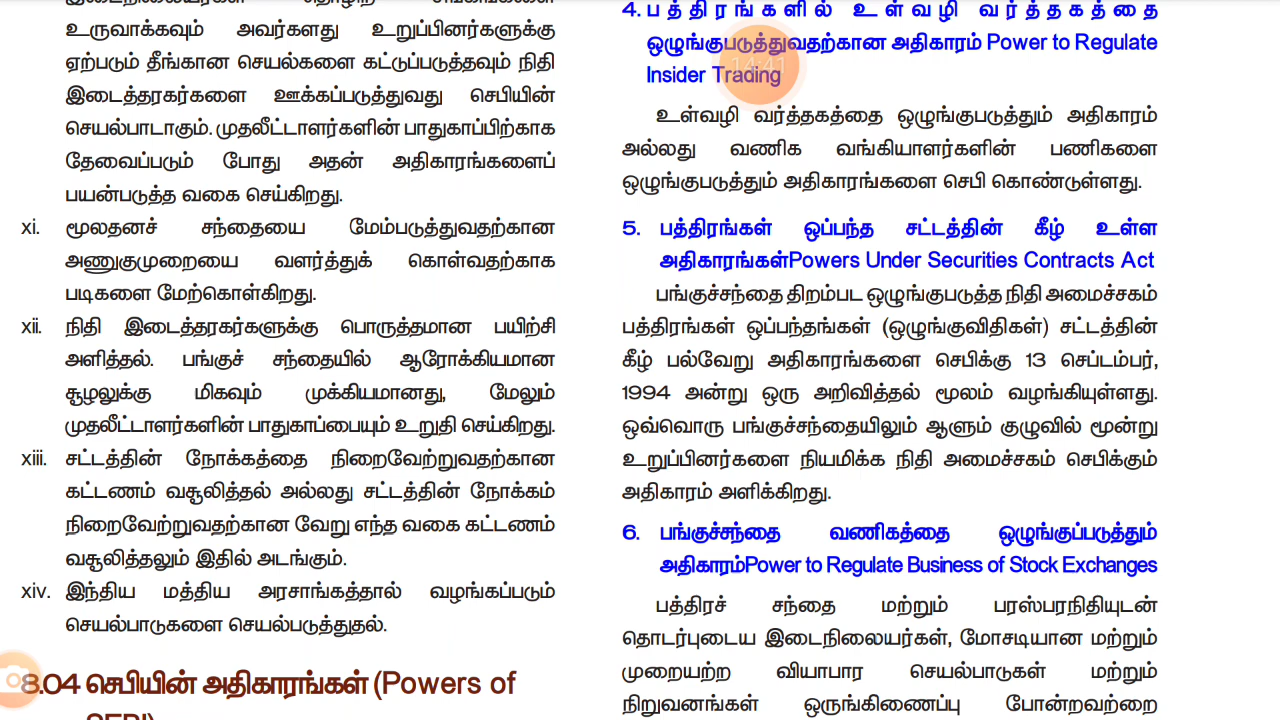 உருவாக்கவும் அவர்களது உறுப்பினர்களுக்கு
ஏற்படும் தீங்கான செயல்களை கட்டுப்படுத்தவும் நிதி
இடைத்தரகர்களை ஊக்கப்படுத்துவது செபியின்
செயல்பாடாகும். முதலீட்டாளர்களின் பாதுகாப்பிற்காக
தேவைப்படும் போது அதன் அதிகாரங்களைப்
பயன்படுத்த வகை செய்கிறது.
xi. மூலதனச் சந்தையை மேம்படுத்துவதற்கான
அணுகுமுறையை வளர்த்துக் கொள்வதற்காக
படிகளை மேற்கொள்கிறது.
xii. நிதி இடைத்தரகர்களுக்கு பொருத்தமான பயிற்சி
அளித்தல். பங்குச் சந்தையில் ஆரோக்கியமான
சூழலுக்கு மிகவும் முக்கியமானது, மேலும்
முதலீட்டாளர்களின் பாதுகாப்பையும் உறுதி செய்கிறது.
xiii. சட்டத்தின் நோக்கத்தை நிறைவேற்றுவதற்கான
கட்டணம் வசூலித்தல் அல்லது சட்டத்தின் நோக்கம்
நிறைவேற்றுவதற்கான வேறு எந்த வகை கட்டணம்
வசூலித்தலும் இதில் அடங்கும்.
xiv. இந்திய மத்திய அரசாங்கத்தால் வழங்கப்படும்
செயல்பாடுகளை செயல்படுத்துதல்.
8.04 செபியின் அதிகாரங்கள் (Powers of
4. பத்திரங்களில் உள்வழி வர்த்தகத்தை
ஒழுங்குபடுத்துவதற்கான அதிகாரம் Power to Regulate
Insider Trading
14:41
உள்வழி வர்த்தகத்தை ஒழுங்குபடுத்தும் அதிகாரம்
அல்லது வணிக வங்கியாளர்களின் பணிகளை
ஒழுங்குபடுத்தும் அதிகாரங்களை செபி கொண்டுள்ளது.
5. பத்திரங்கள் ஒப்பந்த சட்டத்தின் கீழ் உள்ள
அதிகாரங்கள்Powers Under Securities Contracts Act
பங்குச்சந்தை திறம்பட ஒழுங்குபடுத்த நிதி அமைச்சகம்
பத்திரங்கள் ஒப்பந்தங்கள் (ஒழுங்குவிதிகள்) சட்டத்தின்
கீழ் பல்வேறு அதிகாரங்களை செபிக்கு 13 செப்டம்பர்,
1994 அன்று ஒரு அறிவித்தல் மூலம் வழங்கியுள்ளது.
ஒவ்வொரு பங்குச்சந்தையிலும் ஆளும் குழுவில் மூன்று
உறுப்பினர்களை நியமிக்க நிதி அமைச்சகம் செபிக்கும்
அதிகாரம் அளிக்கிறது.
6. பங்குச்சந்தை வணிகத்தை ஒழுங்குப்படுத்தும்
அதிகாரம்Power to Regulate Business of Stock Exchanges
பத்திரச் சந்தை மற்றும் பரஸ்பரநிதியுடன்
தொடர்புடைய இடைநிலையர்கள், மோசடியான மற்றும்
முறையற்ற வியாபார செயல்பாடுகள் மற்றும்
நிறுவனங்கள் ஒருங்கிணைப்பு போன்றவற்றை